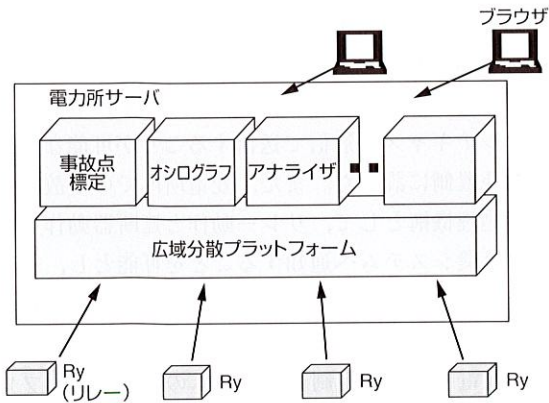 ブラウザ
電力所サーバ
事故点
標定
オシログラフ
アナライザ
広域分散プラットフォーム
Ry
(リレー)
Ry
Ry
Ry